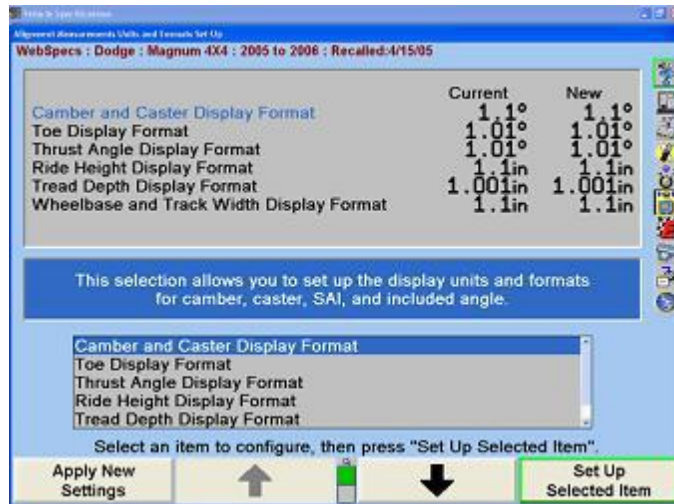 Vehicle Specifications
Alignment Measurements Units and Formats Set Up
WebSpecs : Dodge : Magnum 4X4 : 2005 to 2006 : Recalled:4/15/05
Current New
Camber and Caster Display Format 1.1° 1.1°
Toe Display Format 1.01° 1.01°
Thrust Angle Display Format 1.01° 1.01°
Ride Height Display Format 1.1in 1.1in
Tread Depth Display Format 1.001in 1.001in
Wheelbase and Track Width Display Format 1.1in 1.1in
This selection allows you to set up the display units and formats
for camber, caster, SAI, and included angle.
Camber and Caster Display Format
Toe Display Format
Thrust Angle Display Format
Ride Height Display Format
Tread Depth Display Format
Select an item to configure, then press "Set Up Selected Item".
Apply New
Settings
Set Up
Selected Item